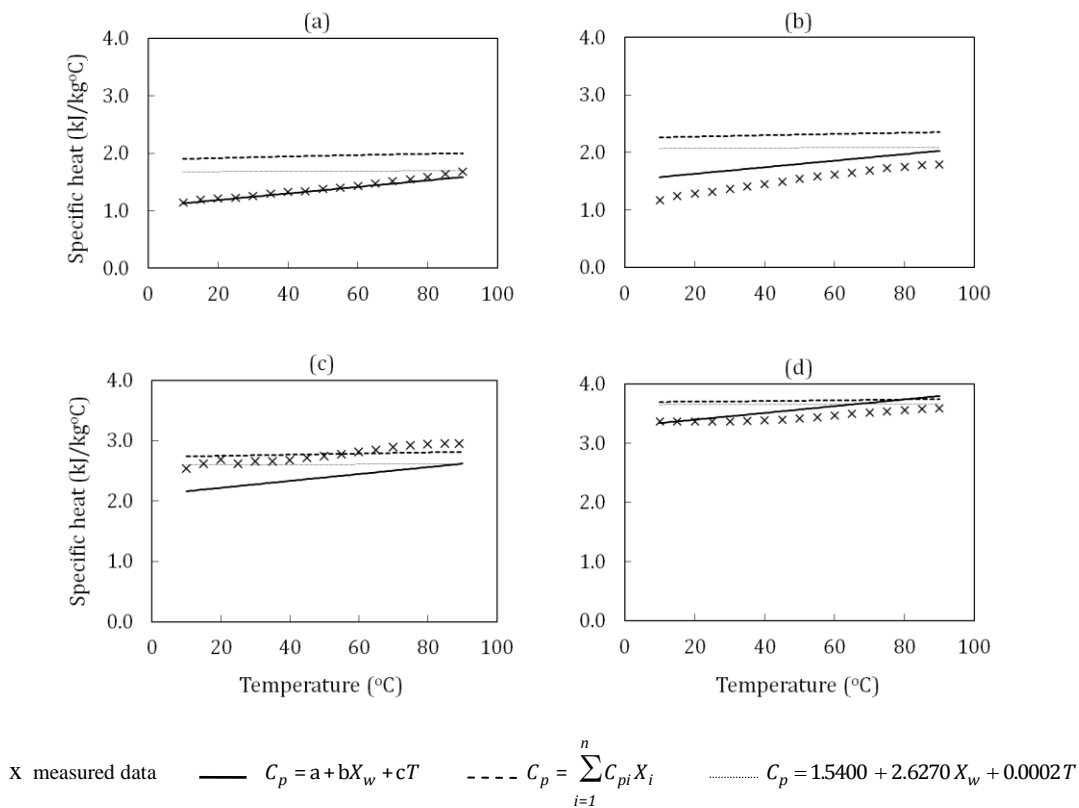 (a)
(b)
Specific heat (kJ/kg°C)
4.0
3.0
2.0
1.0
0.0
0 20 40 60 80 100
4.0
3.0
2.0
1.0
0.0
0 20 40 60 80 100
(c)
(d)
Specific heat (kJ/kg°C)
4.0
3.0
2.0
1.0
0.0
0 20 40 60 80 100
Temperature (°C)
4.0
3.0
2.0
1.0
0.0
0 20 40 60 80 100
Temperature (°C)
x measured data C_p = a + bX_w + cT C_p = \sum_{i=1}^{n} C_{pi} X_i C_p = 1.5400 + 2.6270 X_w + 0.0002T